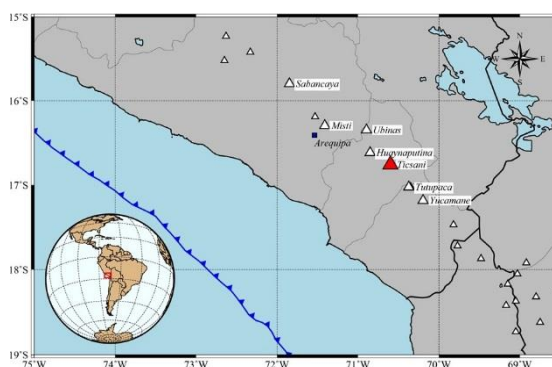 N
W
E
S
15°S
Sabancaya
16°S
Misti
Ubinas
Arequipa
Huaynaputina
Ticsani
17°S
Tutupaca
Yucamane
18°S
19°S
75°W 74°W 73°W 72°W 71°W 70°W 69°W